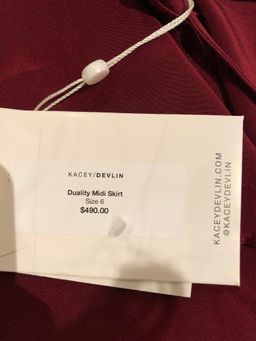 KACEY/DEVLIN
Duality Midi Skirt
Size 6
$490.00
KACEYDEVLIN.COM
@KACEYDEVLIN